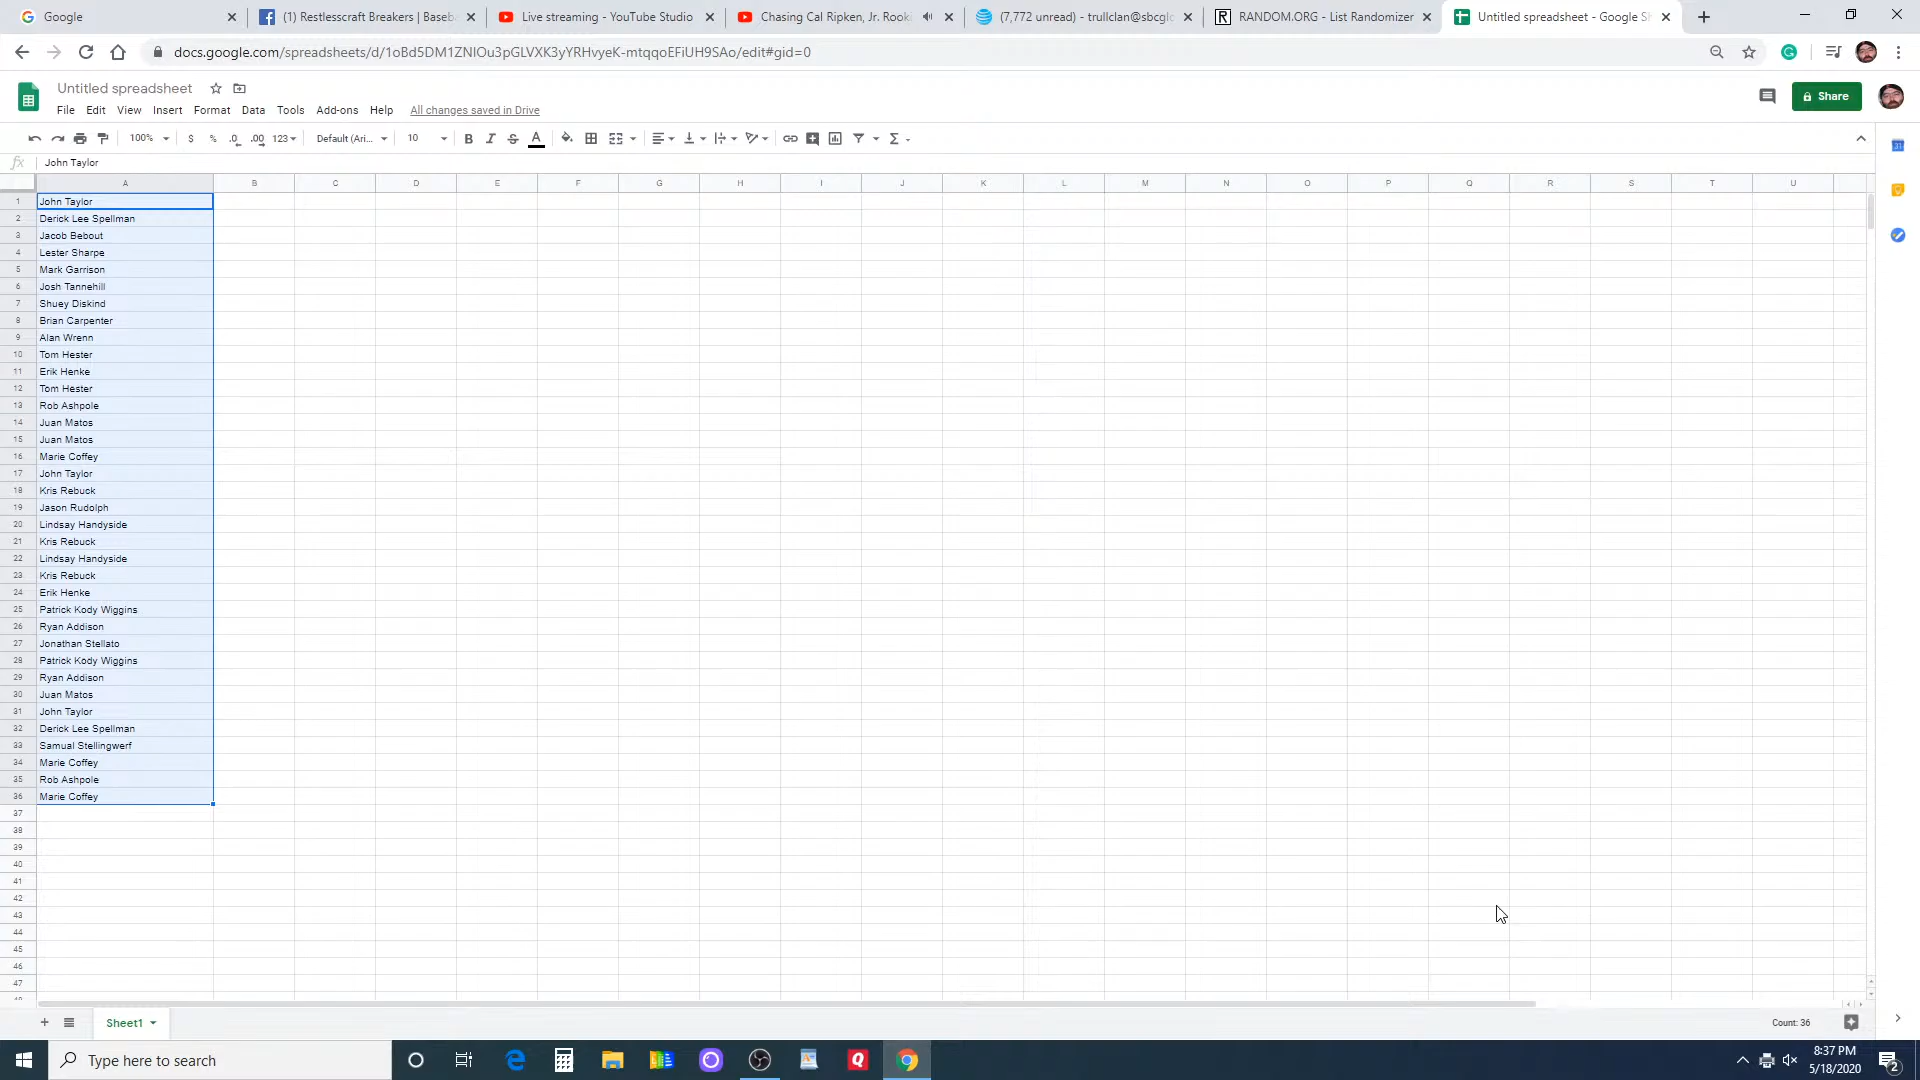 Google
(1) Restlesscraft Breakers | Baseb
Live streaming - YouTube Studio
Chasing Cal Ripken, Jr. Rooki
(7,772 unread) - trullclan@sbcglo
RANDOM.ORG - List Randomizer
Untitled spreadsheet - Google Sh
docs.google.com/spreadsheets/d/1oBd5DM1ZNIOu3pGLVXK3yYRHvyeK-mtqqoEFiUH9SAo/edit#gid=0
Untitled spreadsheet
File Edit View Insert Format Data Tools Add-ons Help All changes saved in Drive
Share
100% $ % .0 .00 123 Default (Ari... 10 B I S A
fx John Taylor
A B C D E F G H I J K L M N O P Q R S T U
1 John Taylor
2 Derick Lee Spellman
3 Jacob Bebout
4 Lester Sharpe
5 Mark Garrison
6 Josh Tannehill
7 Shuey Diskind
8 Brian Carpenter
9 Alan Wrenn
10 Tom Hester
11 Erik Henke
12 Tom Hester
13 Rob Ashpole
14 Juan Matos
15 Juan Matos
16 Marie Coffey
17 John Taylor
18 Kris Rebuck
19 Jason Rudolph
20 Lindsay Handyside
21 Kris Rebuck
22 Lindsay Handyside
23 Kris Rebuck
24 Erik Henke
25 Patrick Kody Wiggins
26 Ryan Addison
27 Jonathan Stellato
28 Patrick Kody Wiggins
29 Ryan Addison
30 Juan Matos
31 John Taylor
32 Derick Lee Spellman
33 Samual Stellingwerf
34 Marie Coffey
35 Rob Ashpole
36 Marie Coffey
37
38
39
40
41
42
43
44
45
46
47
Sheet1
Count: 36
Type here to search
8:37 PM
5/18/2020
2